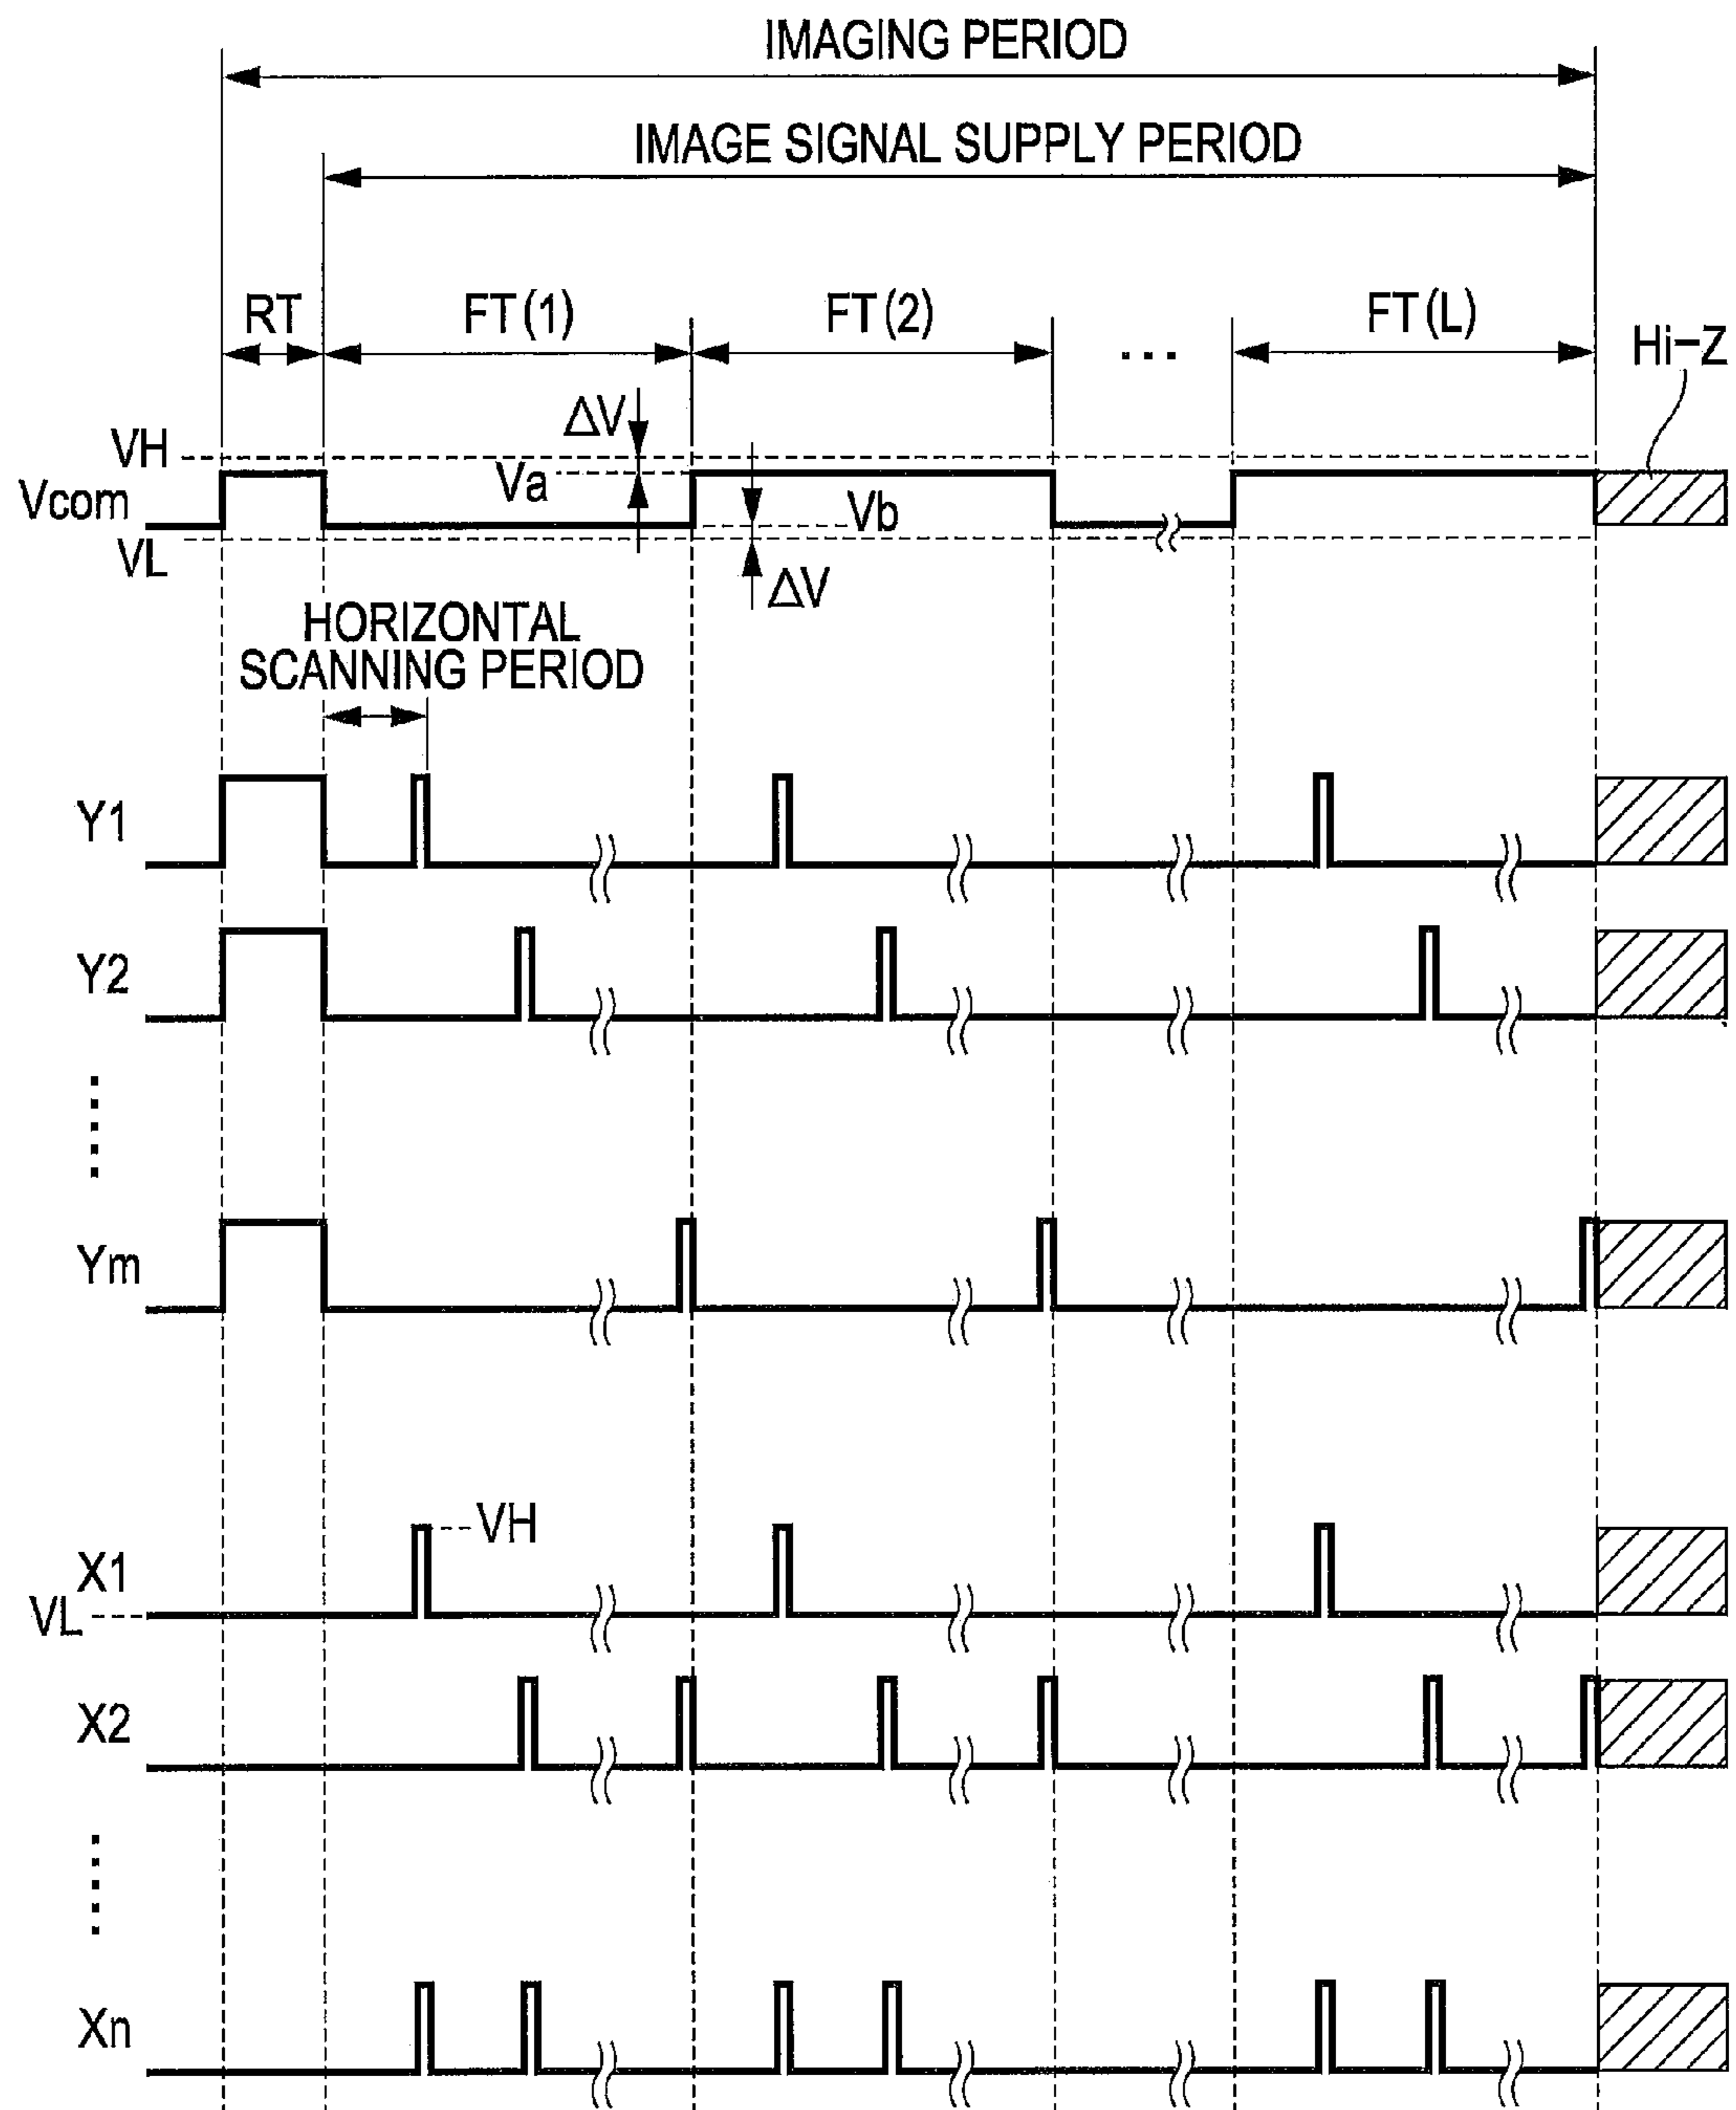 IMAGING PERIOD
IMAGE SIGNAL SUPPLY PERIOD
RT FT(1) FT(2) ... FT(L)
Hi-Z
ΔV
VH
Va
Vcom
Vb
VL
ΔV
HORIZONTAL
SCANNING PERIOD
Y1
Y2
Ym
VH
X1
VL
X2
Xn